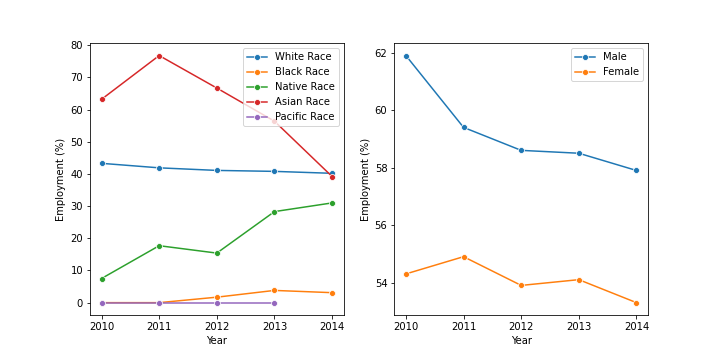 80
70
60
50
40
30
20
10
0
Employment (%)
2010 2011 2012 2013 2014
Year
White Race
Black Race
Native Race
Asian Race
Pacific Race
62
60
58
56
54
Employment (%)
2010 2011 2012 2013 2014
Year
Male
Female